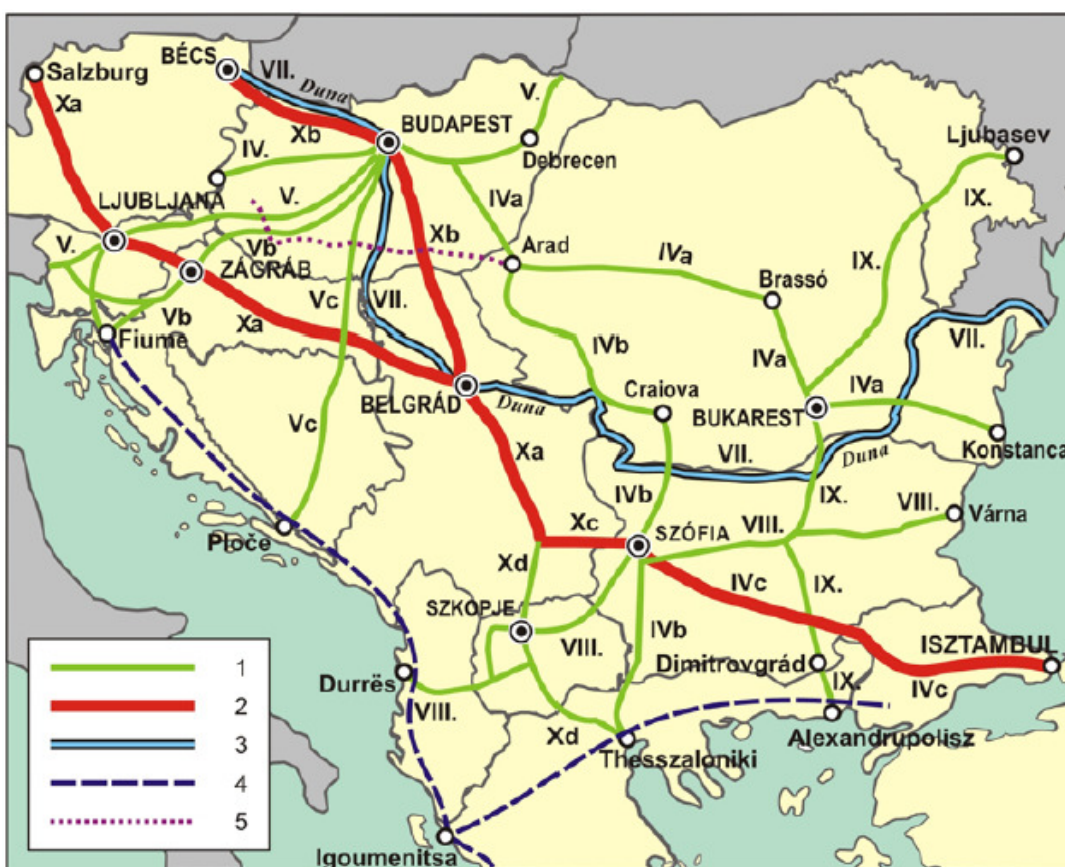 BÉCS
Salzburg
VII.
Duna
Xa
Xb
BUDAPEST
V.
Debrecen
Ljubasev
IV.
LJUBLJANA
V.
IVa
IX.
Xb
V.
Vb
Arad
IVa
IX.
ZÁGRÁB
Brassó
Vc
VII.
Vb
Xa
Fiume
VII.
IVb
IVa
IVa
Craiova
BELGRÁD
Duna
BUKAREST
Vc
Konstanca
Duna
Xa
VII.
IVb
IX.
VIII.
Xc
VIII.
Várna
Ploče
SZÓFIA
Xd
IVc
IX.
SZKOPJE
IVb
VIII.
Dimitrovgrád
ISZTAMBUL
Durrës
IX.
IVc
VIII.
Xd
Alexandrupolisz
Thesszaloniki
Igoumenitsa
1
2
3
4
5